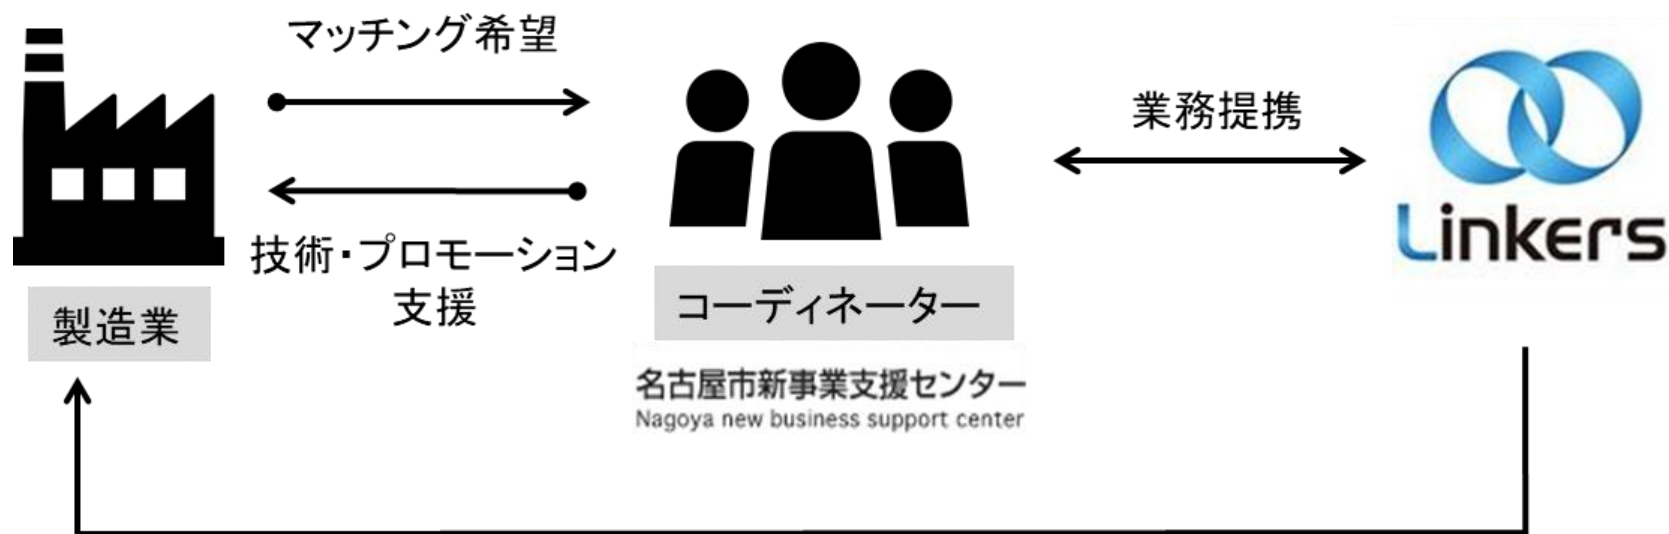 マッチング希望
技術・プロモーション
支援
製造業
コーディネーター
名古屋市新事業支援センター
Nagoya new business support center
業務提携
Linkers